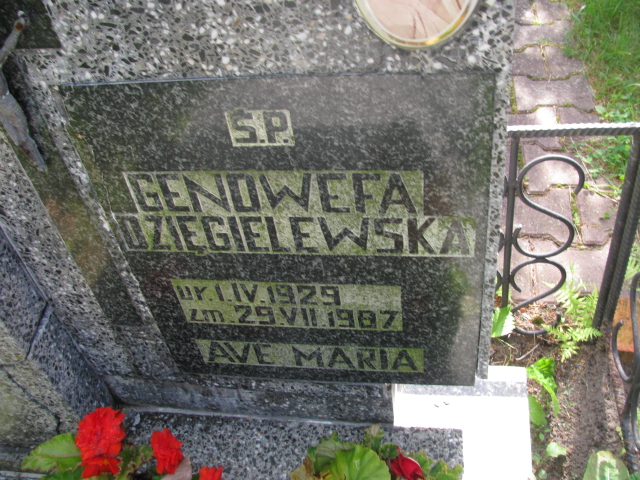 Ś.P.
GENOWEFA
DZIĘGIELEWSKA
ur. 1.IV.1929
zm. 29.VII.1987
AVE MARIA